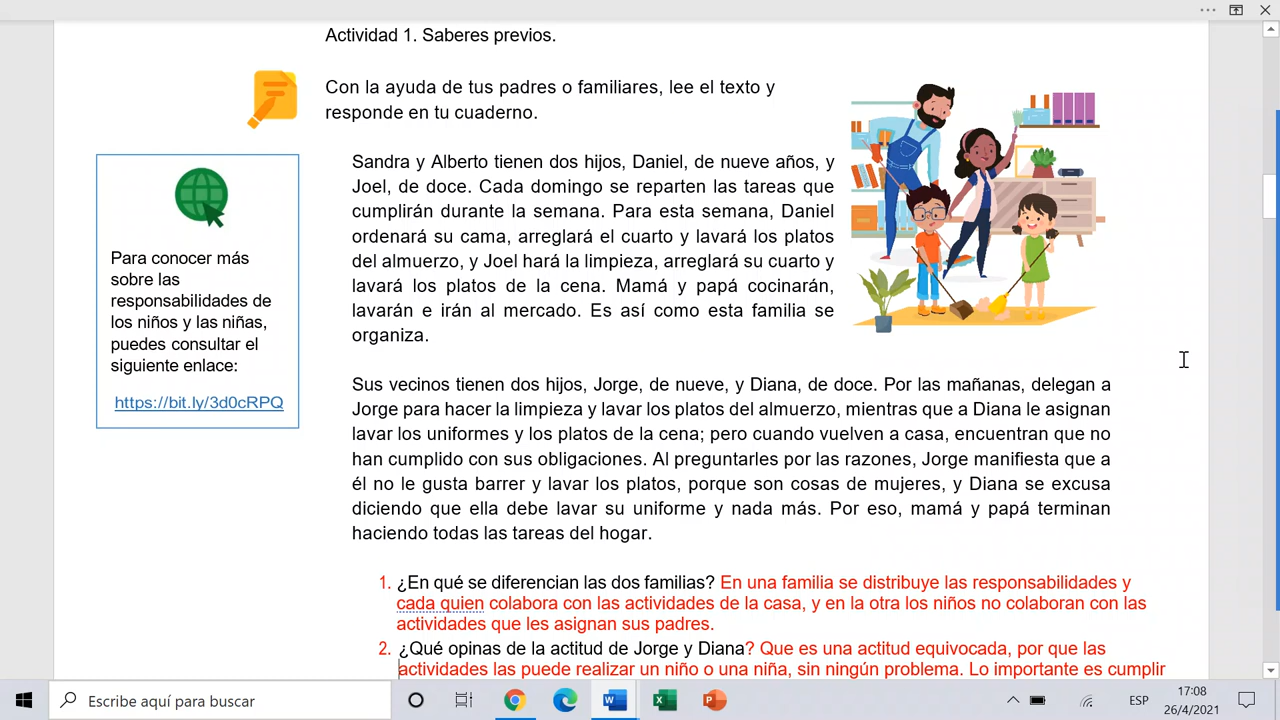 Actividad 1. Saberes previos.
Con la ayuda de tus padres o familiares, lee el texto y
responde en tu cuaderno.
Sandra y Alberto tienen dos hijos, Daniel, de nueve años, y
Joel, de doce. Cada domingo se reparten las tareas que
cumplirán durante la semana. Para esta semana, Daniel
ordenará su cama, arreglará el cuarto y lavará los platos
del almuerzo, y Joel hará la limpieza, arreglará su cuarto y
lavará los platos de la cena. Mamá y papá cocinarán,
lavarán e irán al mercado. Es así como esta familia se
organiza.
Para conocer más
sobre las
responsabilidades de
los niños y las niñas,
puedes consultar el
siguiente enlace:
https://bit.ly/3d0cRPQ
Sus vecinos tienen dos hijos, Jorge, de nueve, y Diana, de doce. Por las mañanas, delegan a
Jorge para hacer la limpieza y lavar los platos del almuerzo, mientras que a Diana le asignan
lavar los uniformes y los platos de la cena; pero cuando vuelven a casa, encuentran que no
han cumplido con sus obligaciones. Al preguntarles por las razones, Jorge manifiesta que a
él no le gusta barrer y lavar los platos, porque son cosas de mujeres, y Diana se excusa
diciendo que ella debe lavar su uniforme y nada más. Por eso, mamá y papá terminan
haciendo todas las tareas del hogar.
1. ¿En qué se diferencian las dos familias? En una familia se distribuye las responsabilidades y
cada quien colabora con las actividades de la casa, y en la otra los niños no colaboran con las
actividades que les asignan sus padres.
2. ¿Qué opinas de la actitud de Jorge y Diana? Que es una actitud equivocada, por que las
actividades las puede realizar un niño o una niña, sin ningún problema. Lo importante es cumplir
Escribe aquí para buscar
ESP
17:08
26/4/2021